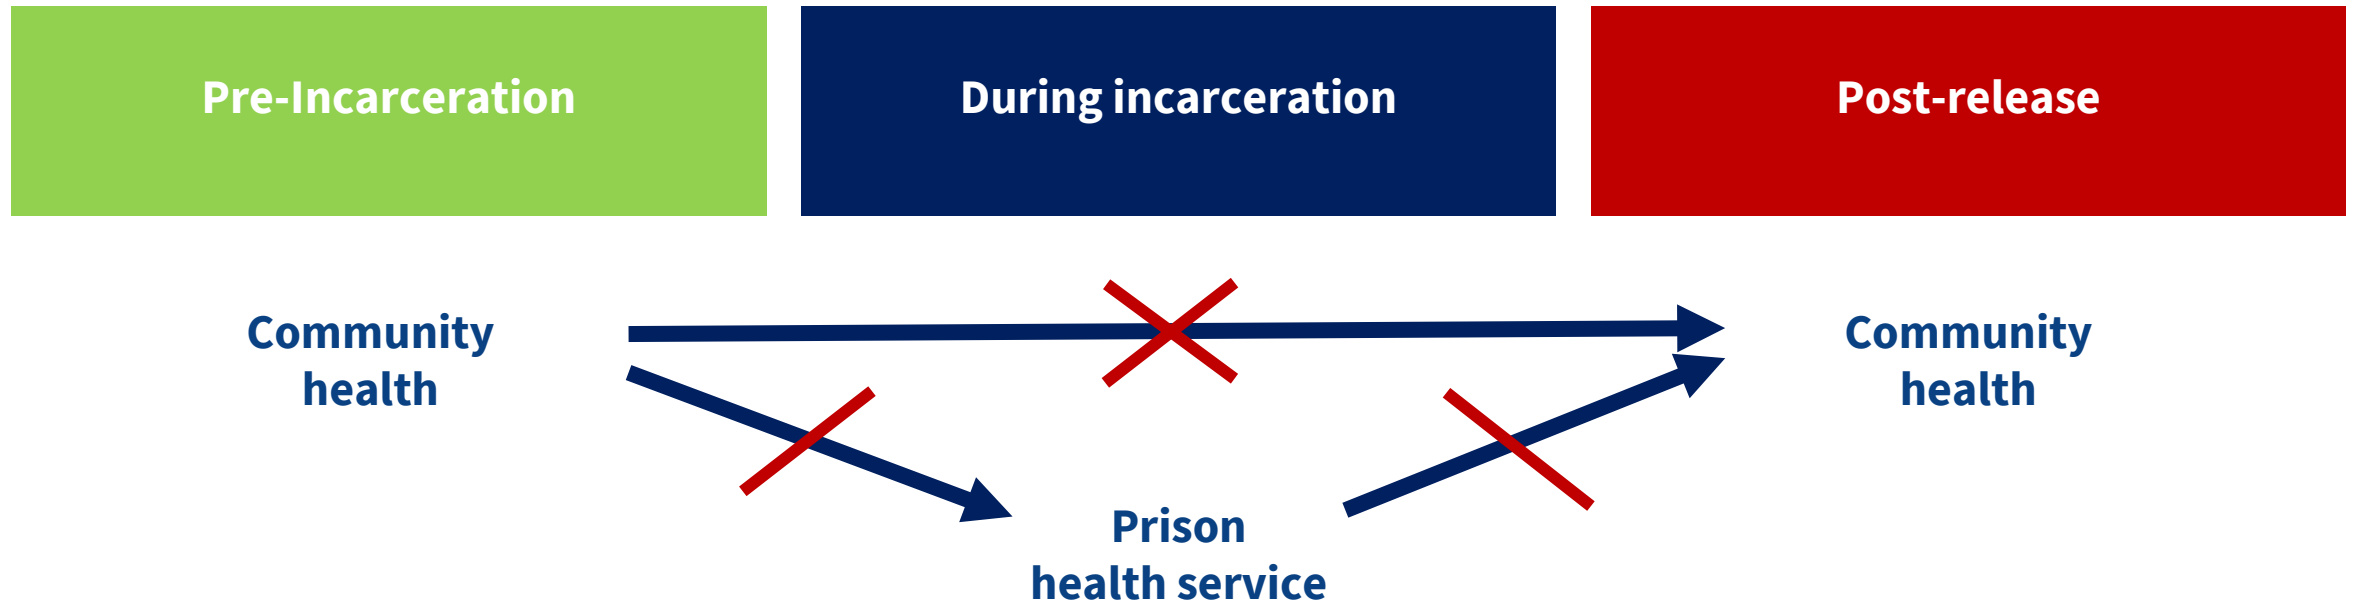 Pre-Incarceration
During incarceration
Post-release
Community
health
Community
health
Prison
health service